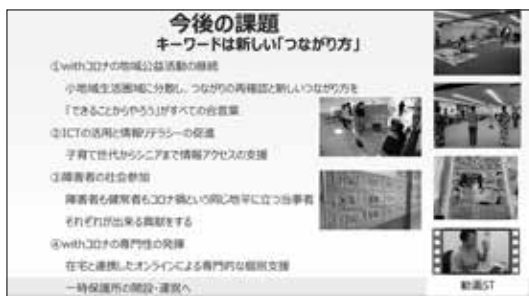 今後の課題
キーワードは新しい「つながり方」
①withコロナの地域公益活動の継続
小地域生活圏域に分散し、つながりの再確認と新しいつながり方を
「できることからやろう」がすべての合言葉
②ICTの活用と情報リテラシーの促進
子育て世代からシニアまで情報アクセスの支援
③障害者の社会参加
障害者も健常者もコロナ禍という同じ地平に立つ当事者
それぞれが出来る貢献をする
④withコロナの専門性の発揮
在宅と連携したオンラインによる専門的な個別支援
一時保護所の開設・運営へ
動画ST